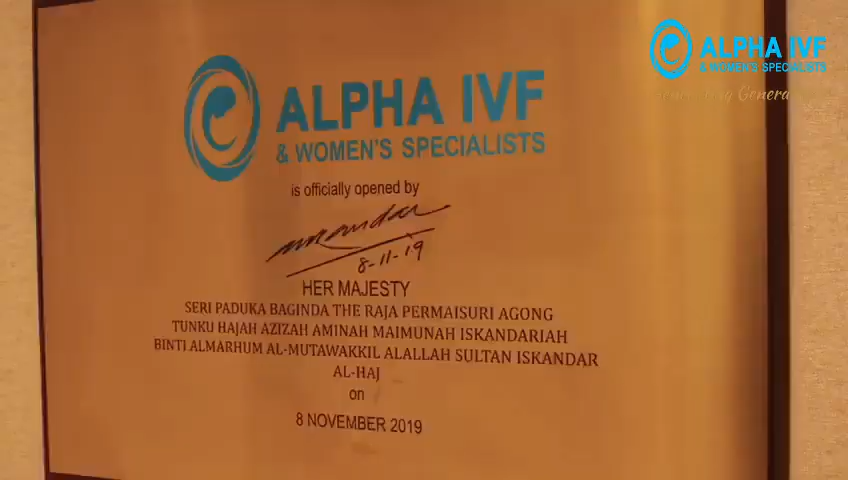 ALPHA IVF
& WOMEN'S SPECIALISTS
ALPHA IVF
& WOMEN'S SPECIALISTS
is officially opened by
8-11-19
HER MAJESTY
SERI PADUKA BAGINDA THE RAJA PERMAISURI AGONG
TUNKU HAJAH AZIZAH AMINAH MAIMUNAH ISKANDARIAH
BINTI ALMARHUM AL-MUTAWAKKIL ALALLAH SULTAN ISKANDAR
AL-HAJ
on
8 NOVEMBER 2019